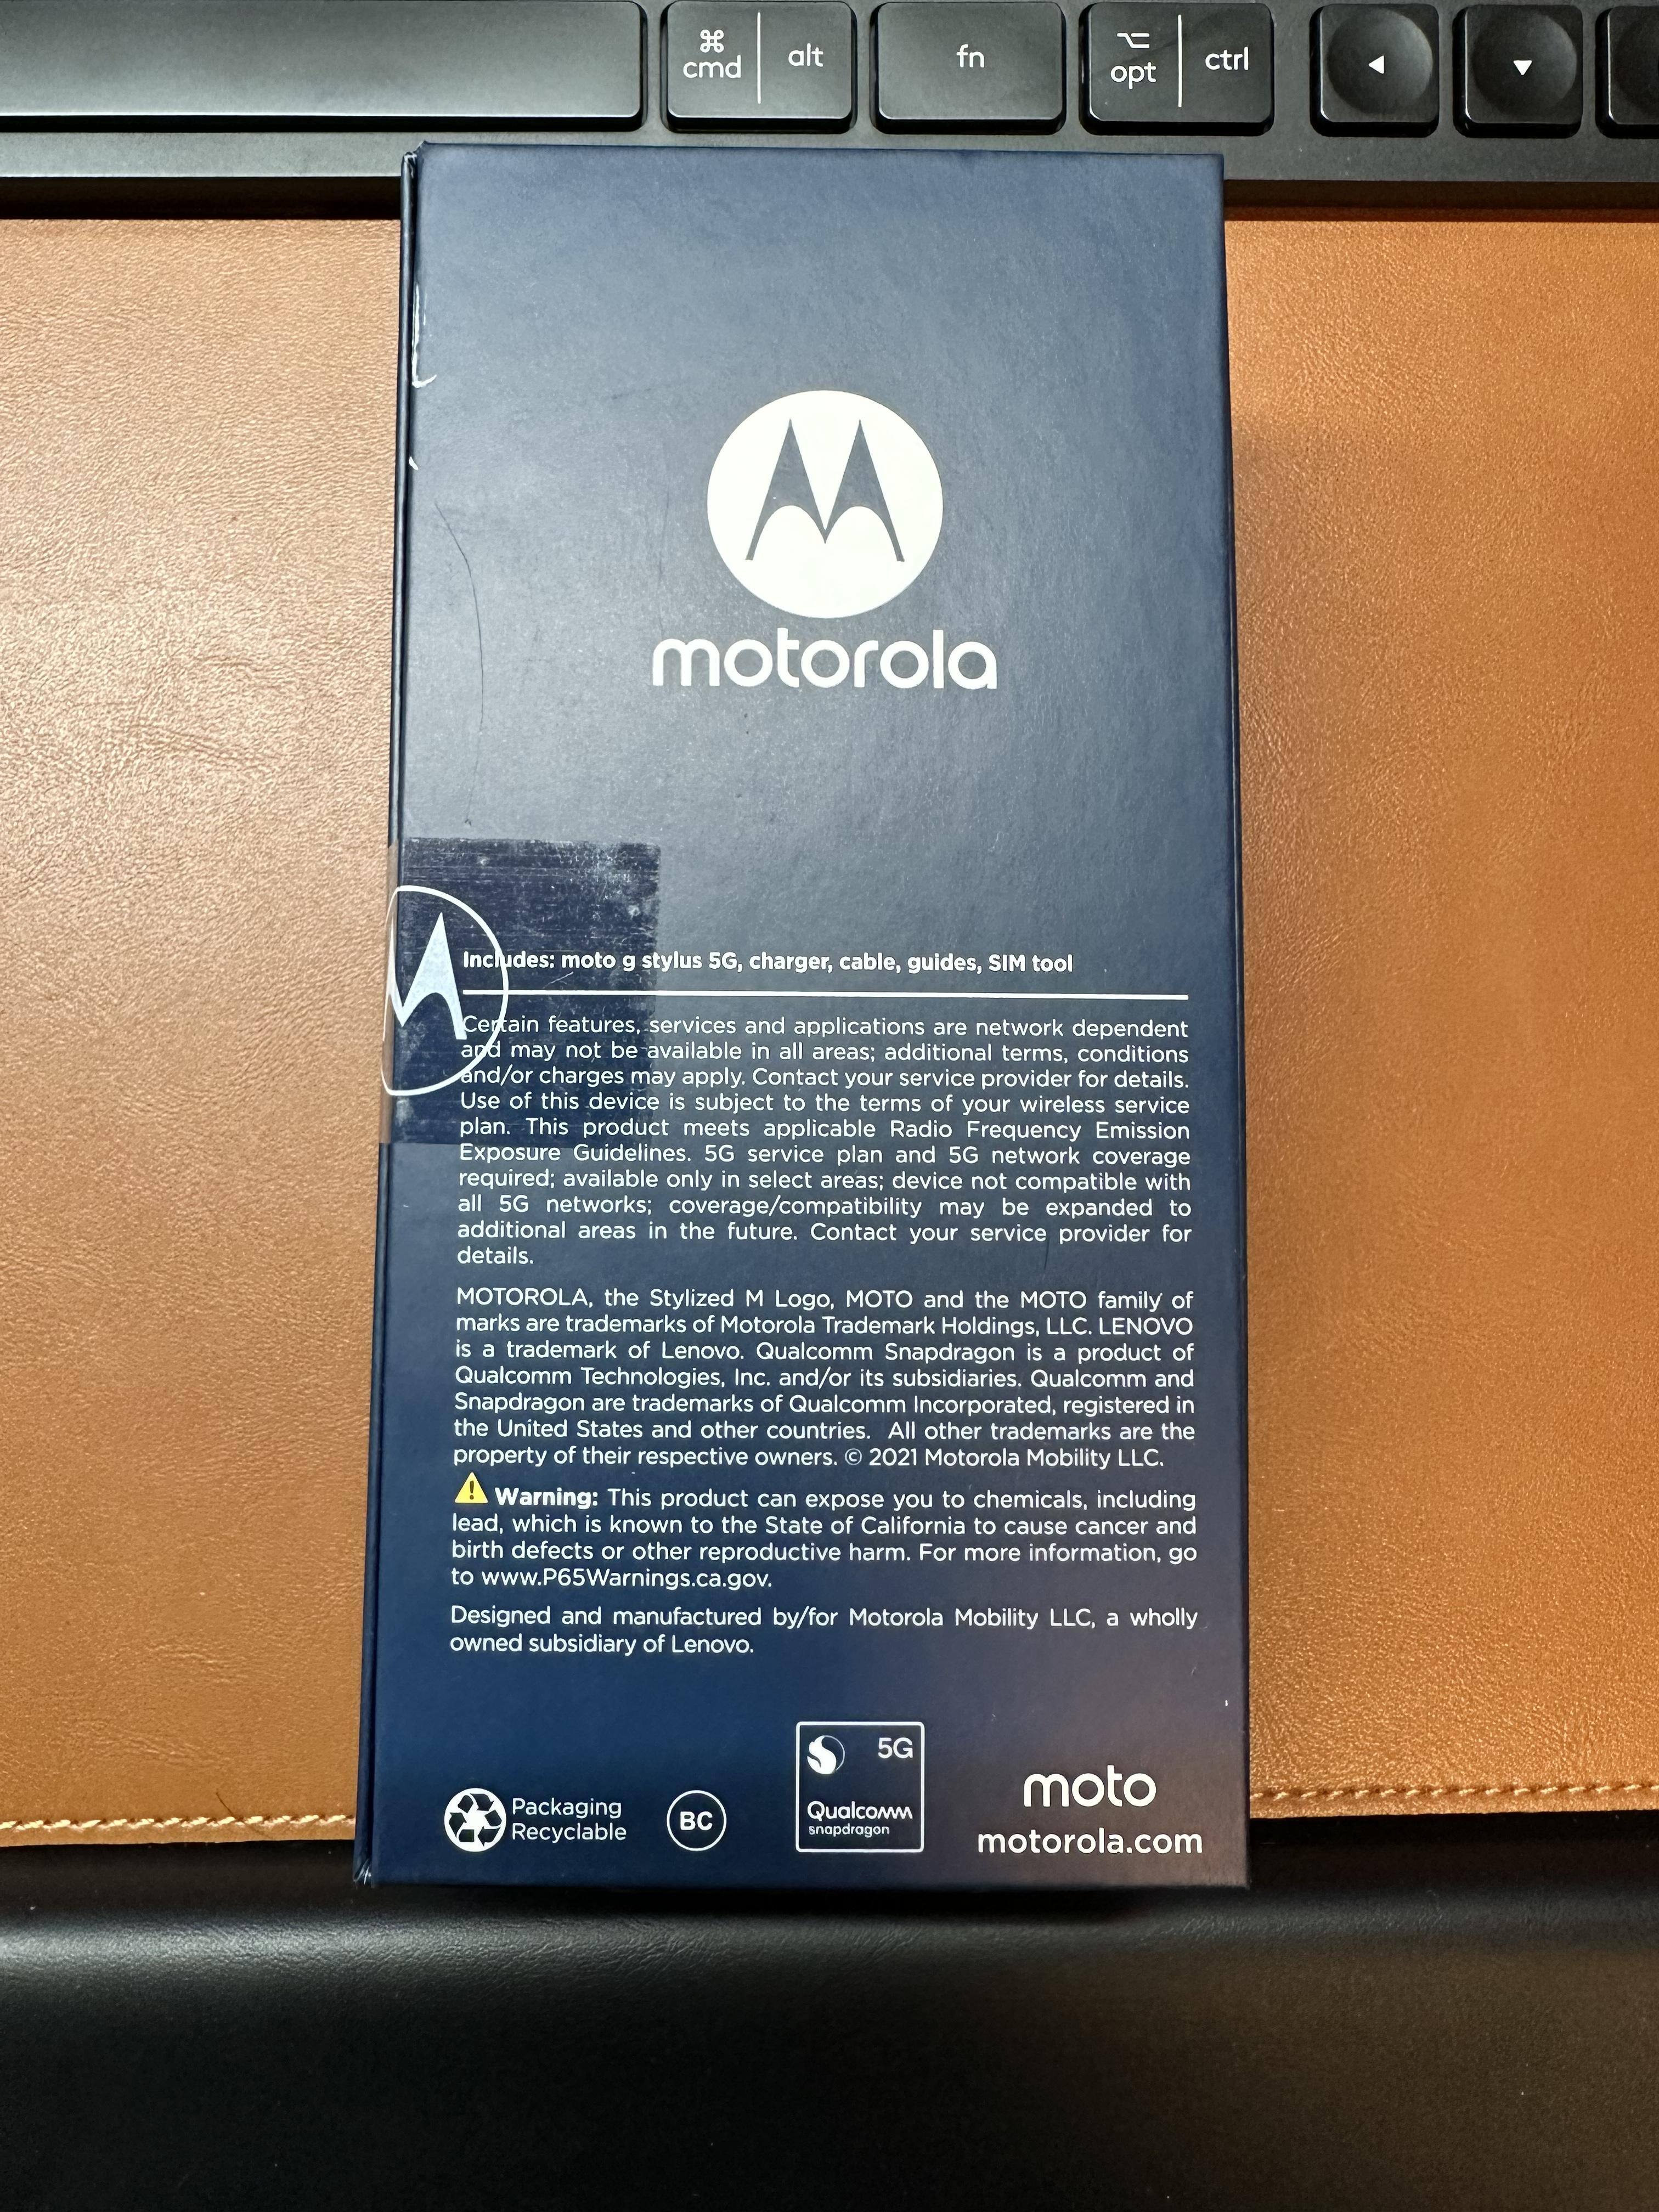 ⌘ ⌥
cmd alt fn opt ctrl
motorola
Includes: moto g stylus 5G, charger, cable, guides, SIM tool
Certain features, services and applications are network dependent
and may not be available in all areas; additional terms, conditions
and/or charges may apply. Contact your service provider for details.
Use of this device is subject to the terms of your wireless service
plan. This product meets applicable Radio Frequency Emission
Exposure Guidelines. 5G service plan and 5G network coverage
required; available only in select areas; device not compatible with
all 5G networks; coverage/compatibility may be expanded to
additional areas in the future. Contact your service provider for
details.
MOTOROLA, the Stylized M Logo, MOTO and the MOTO family of
marks are trademarks of Motorola Trademark Holdings, LLC. LENOVO
is a trademark of Lenovo. Qualcomm Snapdragon is a product of
Qualcomm Technologies, Inc. and/or its subsidiaries. Qualcomm and
Snapdragon are trademarks of Qualcomm Incorporated, registered in
the United States and other countries. All other trademarks are the
property of their respective owners. © 2021 Motorola Mobility LLC.
⚠ Warning: This product can expose you to chemicals, including
lead, which is known to the State of California to cause cancer and
birth defects or other reproductive harm. For more information, go
to www.P65Warnings.ca.gov.
Designed and manufactured by/for Motorola Mobility LLC, a wholly
owned subsidiary of Lenovo.
Packaging
Recyclable
BC
5G
Qualcomm
snapdragon
moto
motorola.com